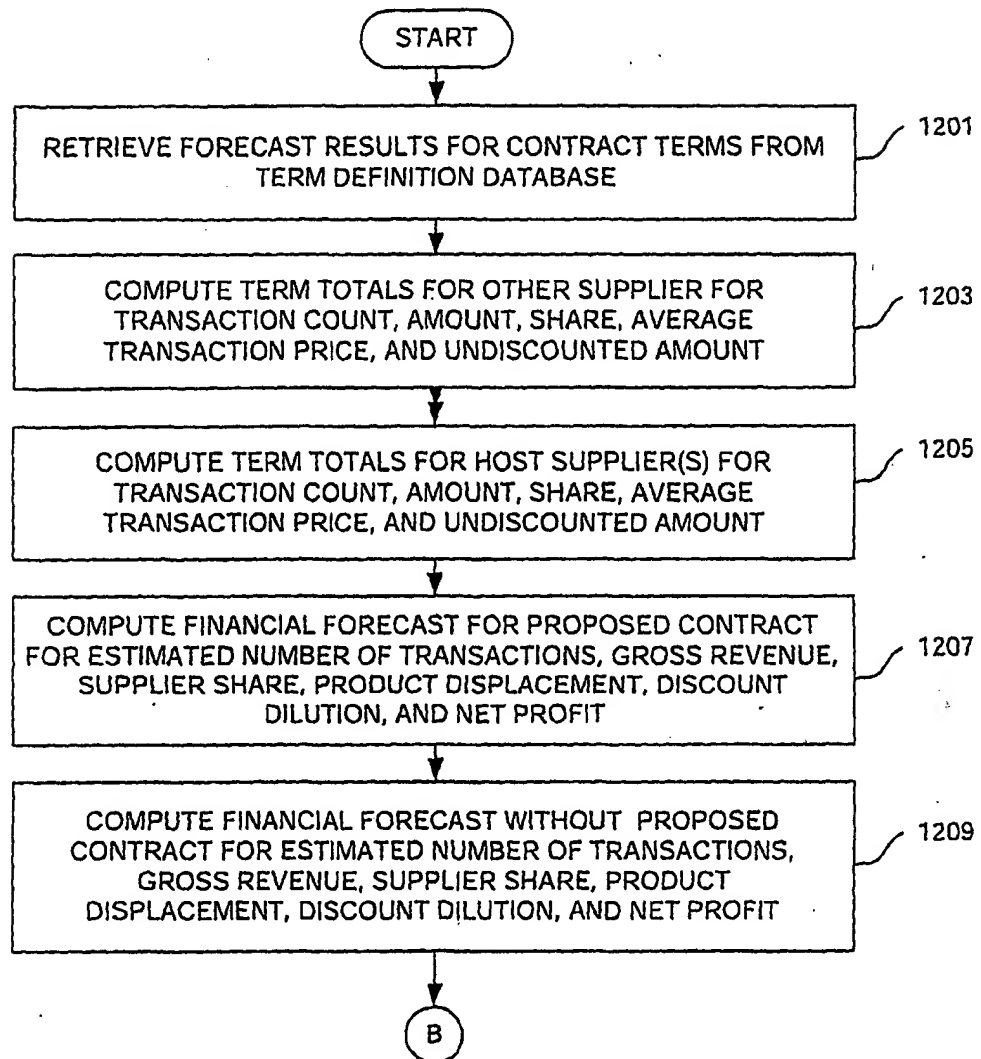 START
RETRIEVE FORECAST RESULTS FOR CONTRACT TERMS FROM
TERM DEFINITION DATABASE
1201
COMPUTE TERM TOTALS FOR OTHER SUPPLIER FOR
TRANSACTION COUNT, AMOUNT, SHARE, AVERAGE
TRANSACTION PRICE, AND UNDISCOUNTED AMOUNT
1203
COMPUTE TERM TOTALS FOR HOST SUPPLIER(S) FOR
TRANSACTION COUNT, AMOUNT, SHARE, AVERAGE
TRANSACTION PRICE, AND UNDISCOUNTED AMOUNT
1205
COMPUTE FINANCIAL FORECAST FOR PROPOSED CONTRACT
FOR ESTIMATED NUMBER OF TRANSACTIONS, GROSS REVENUE,
SUPPLIER SHARE, PRODUCT DISPLACEMENT, DISCOUNT
DILUTION, AND NET PROFIT
1207
COMPUTE FINANCIAL FORECAST WITHOUT PROPOSED
CONTRACT FOR ESTIMATED NUMBER OF TRANSACTIONS,
GROSS REVENUE, SUPPLIER SHARE, PRODUCT
DISPLACEMENT, DISCOUNT DILUTION, AND NET PROFIT
1209
B